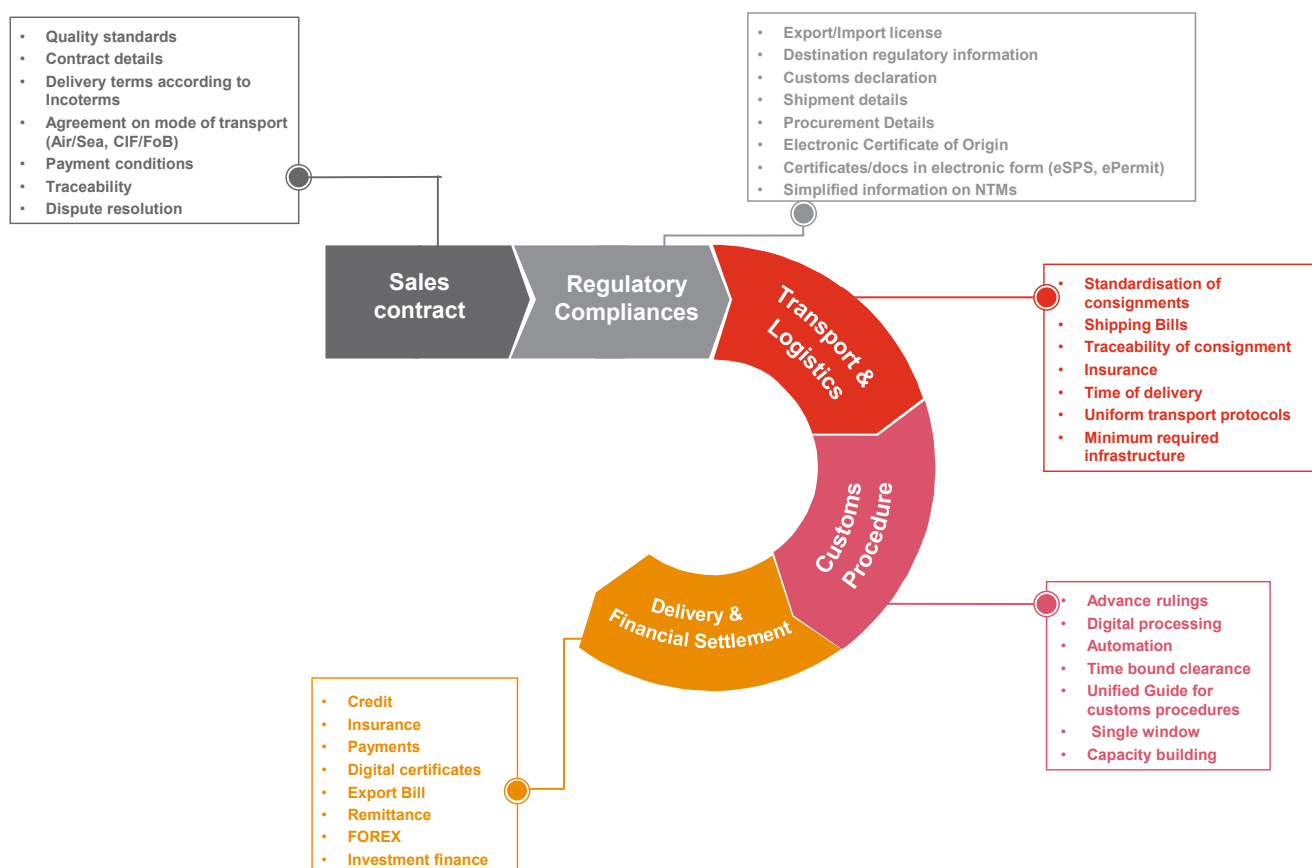 • Quality standards
• Contract details
• Delivery terms according to
Incoterms
• Agreement on mode of transport
(Air/Sea, CIF/FoB)
• Payment conditions
• Traceability
• Dispute resolution
• Export/Import license
• Destination regulatory information
• Customs declaration
• Shipment details
• Procurement Details
• Electronic Certificate of Origin
• Certificates/docs in electronic form (eSPS, ePermit)
• Simplified information on NTMs
Sales
contract
Regulatory
Compliances
Transport &
Logistics
• Standardisation of
consignments
• Shipping Bills
• Traceability of consignment
• Insurance
• Time of delivery
• Uniform transport protocols
• Minimum required
infrastructure
Customs
Procedure
• Advance rulings
• Digital processing
• Automation
• Time bound clearance
• Unified Guide for
customs procedures
• Single window
• Capacity building
Delivery &
Financial Settlement
• Credit
• Insurance
• Payments
• Digital certificates
• Export Bill
• Remittance
• FOREX
• Investment finance